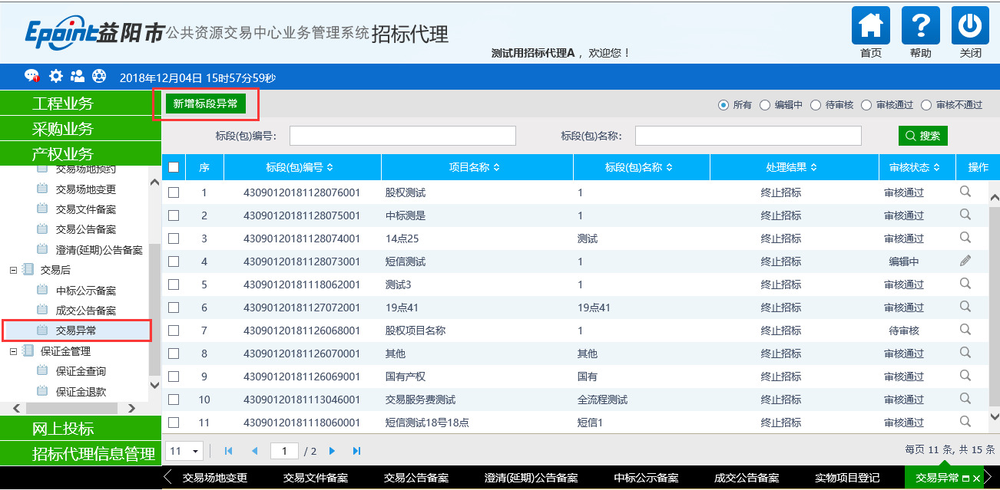 Epoint益阳市公共资源交易中心业务管理系统 招标代理
测试用招标代理A，欢迎您！
首页 帮助 关闭
2018年12月04日 15时57分59秒
工程业务
采购业务
产权业务
交易场地预约
交易场地变更
交易文件备案
交易公告备案
澄清(延期)公告备案
交易后
中标公示备案
成交公告备案
交易异常
保证金管理
保证金查询
保证金退款
网上投标
招标代理信息管理
新增标段异常
所有 编辑中 待审核 审核通过 审核不通过
标段(包)编号： 标段(包)名称： 搜索
序 标段(包)编号 项目名称 标段(包)名称 处理结果 审核状态 操作
1 43090120181128076001 股权测试 1 终止招标 审核通过
2 43090120181128075001 中标测是 1 终止招标 审核通过
3 43090120181128074001 14点25 测试 终止招标 审核通过
4 43090120181128073001 短信测试 1 终止招标 编辑中
5 43090120181118062001 测试3 1 终止招标 审核通过
6 43090120181127072001 19点41 19点41 终止招标 审核通过
7 43090120181126068001 股权项目名称 1 终止招标 待审核
8 43090120181126070001 其他 其他 终止招标 审核通过
9 43090120181126069001 国有产权 国有 终止招标 审核通过
10 43090120181113046001 交易服务费测试 全流程测试 终止招标 审核通过
11 43090120181118060001 短信测试18号18点 短信1 终止招标 审核通过
11 1 / 2 每页 11 条, 共 15 条
交易场地变更 交易文件备案 交易公告备案 澄清(延期)公告备案 中标公示备案 成交公告备案 实物项目登记 交易异常